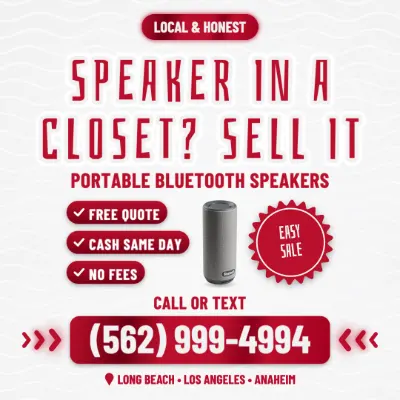 LOCAL & HONEST
SPEAKER IN A
CLOSET? SELL IT
PORTABLE BLUETOOTH SPEAKERS
FREE QUOTE
CASH SAME DAY
NO FEES
EASY
SALE
CALL OR TEXT
(562) 999-4994
LONG BEACH • LOS ANGELES • ANAHEIM